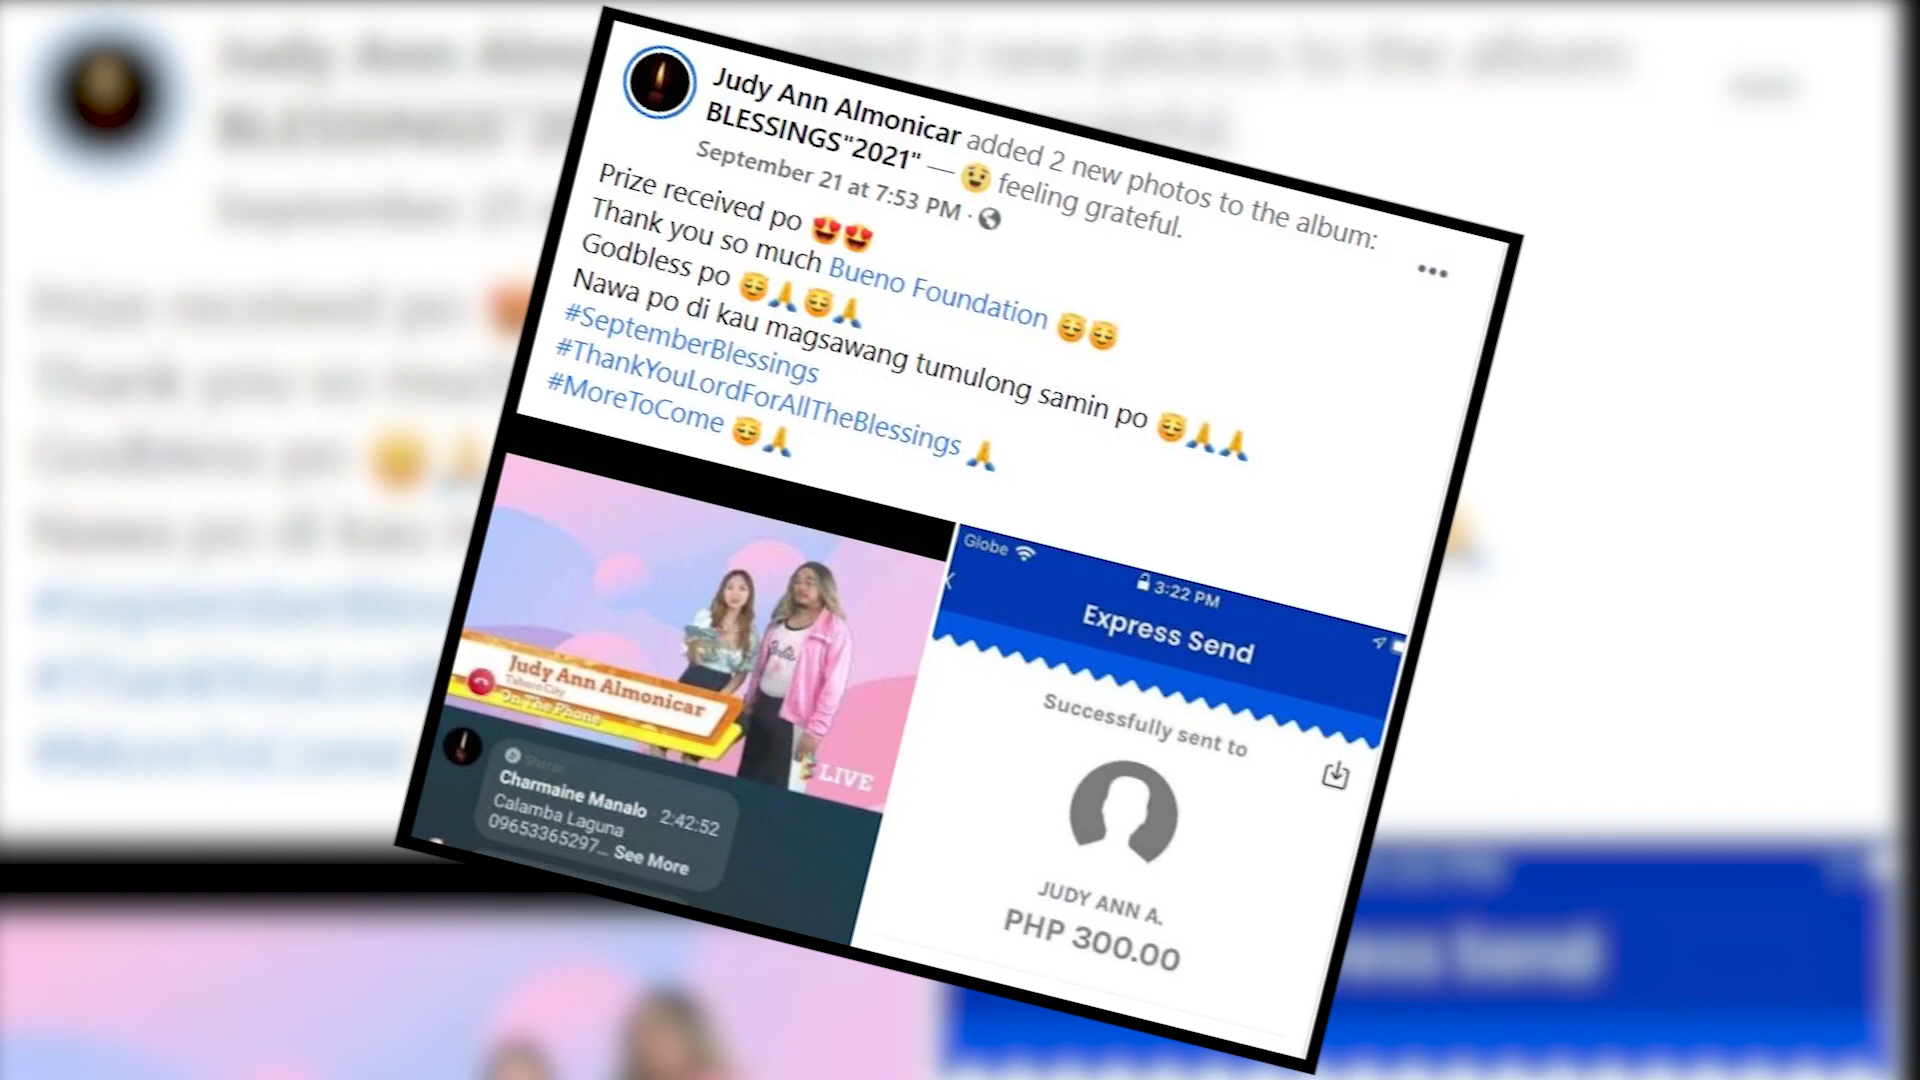 Judy Ann Almonicar added 2 new photos to the album:
BLESSINGS"2021" — feeling grateful.
September 21 at 7:53 PM ·
Prize received po
Thank you so much Bueno Foundation
Godbless po
Nawa po di kau magsawang tumulong samin po
#SeptemberBlessings
#ThankYouLordForAllTheBlessings
#MoreToCome
Judy Ann Almonicar
On The Phone
LIVE
Charmaine Manalo 2:42:52
Calamba Laguna
09653365297... See More
Globe
3:22 PM
Express Send
Successfully sent to
JUDY ANN A.
PHP 300.00